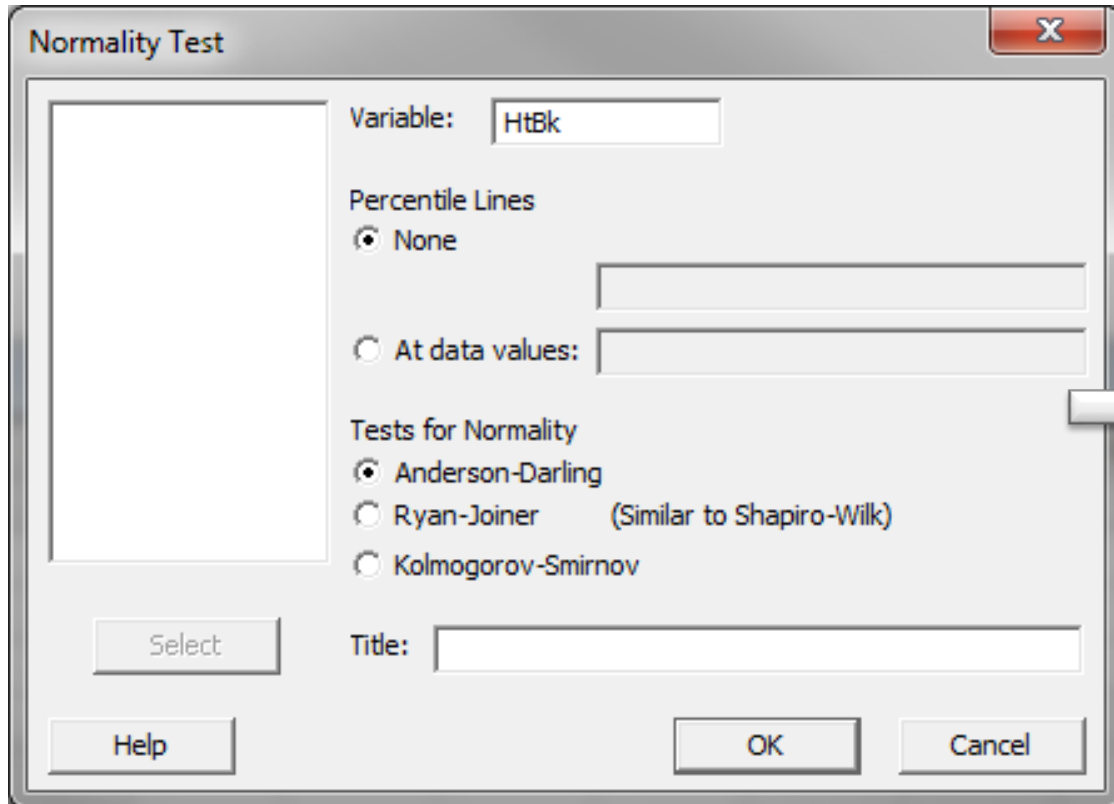 Normality Test
X
Variable: HtBk
Percentile Lines
None
At data values:
Tests for Normality
Anderson-Darling
Ryan-Joiner (Similar to Shapiro-Wilk)
Kolmogorov-Smirnov
Select
Title:
Help OK Cancel